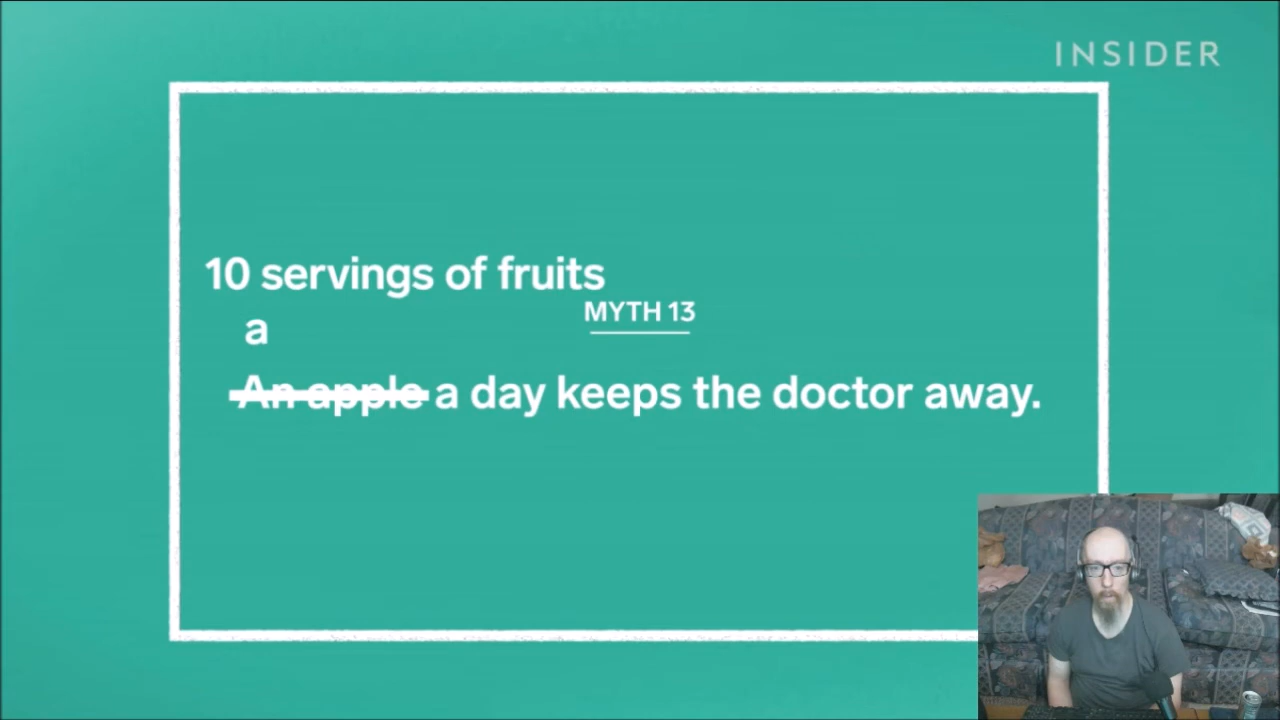 INSIDER
10 servings of fruits
MYTH 13
a
An apple a day keeps the doctor away.